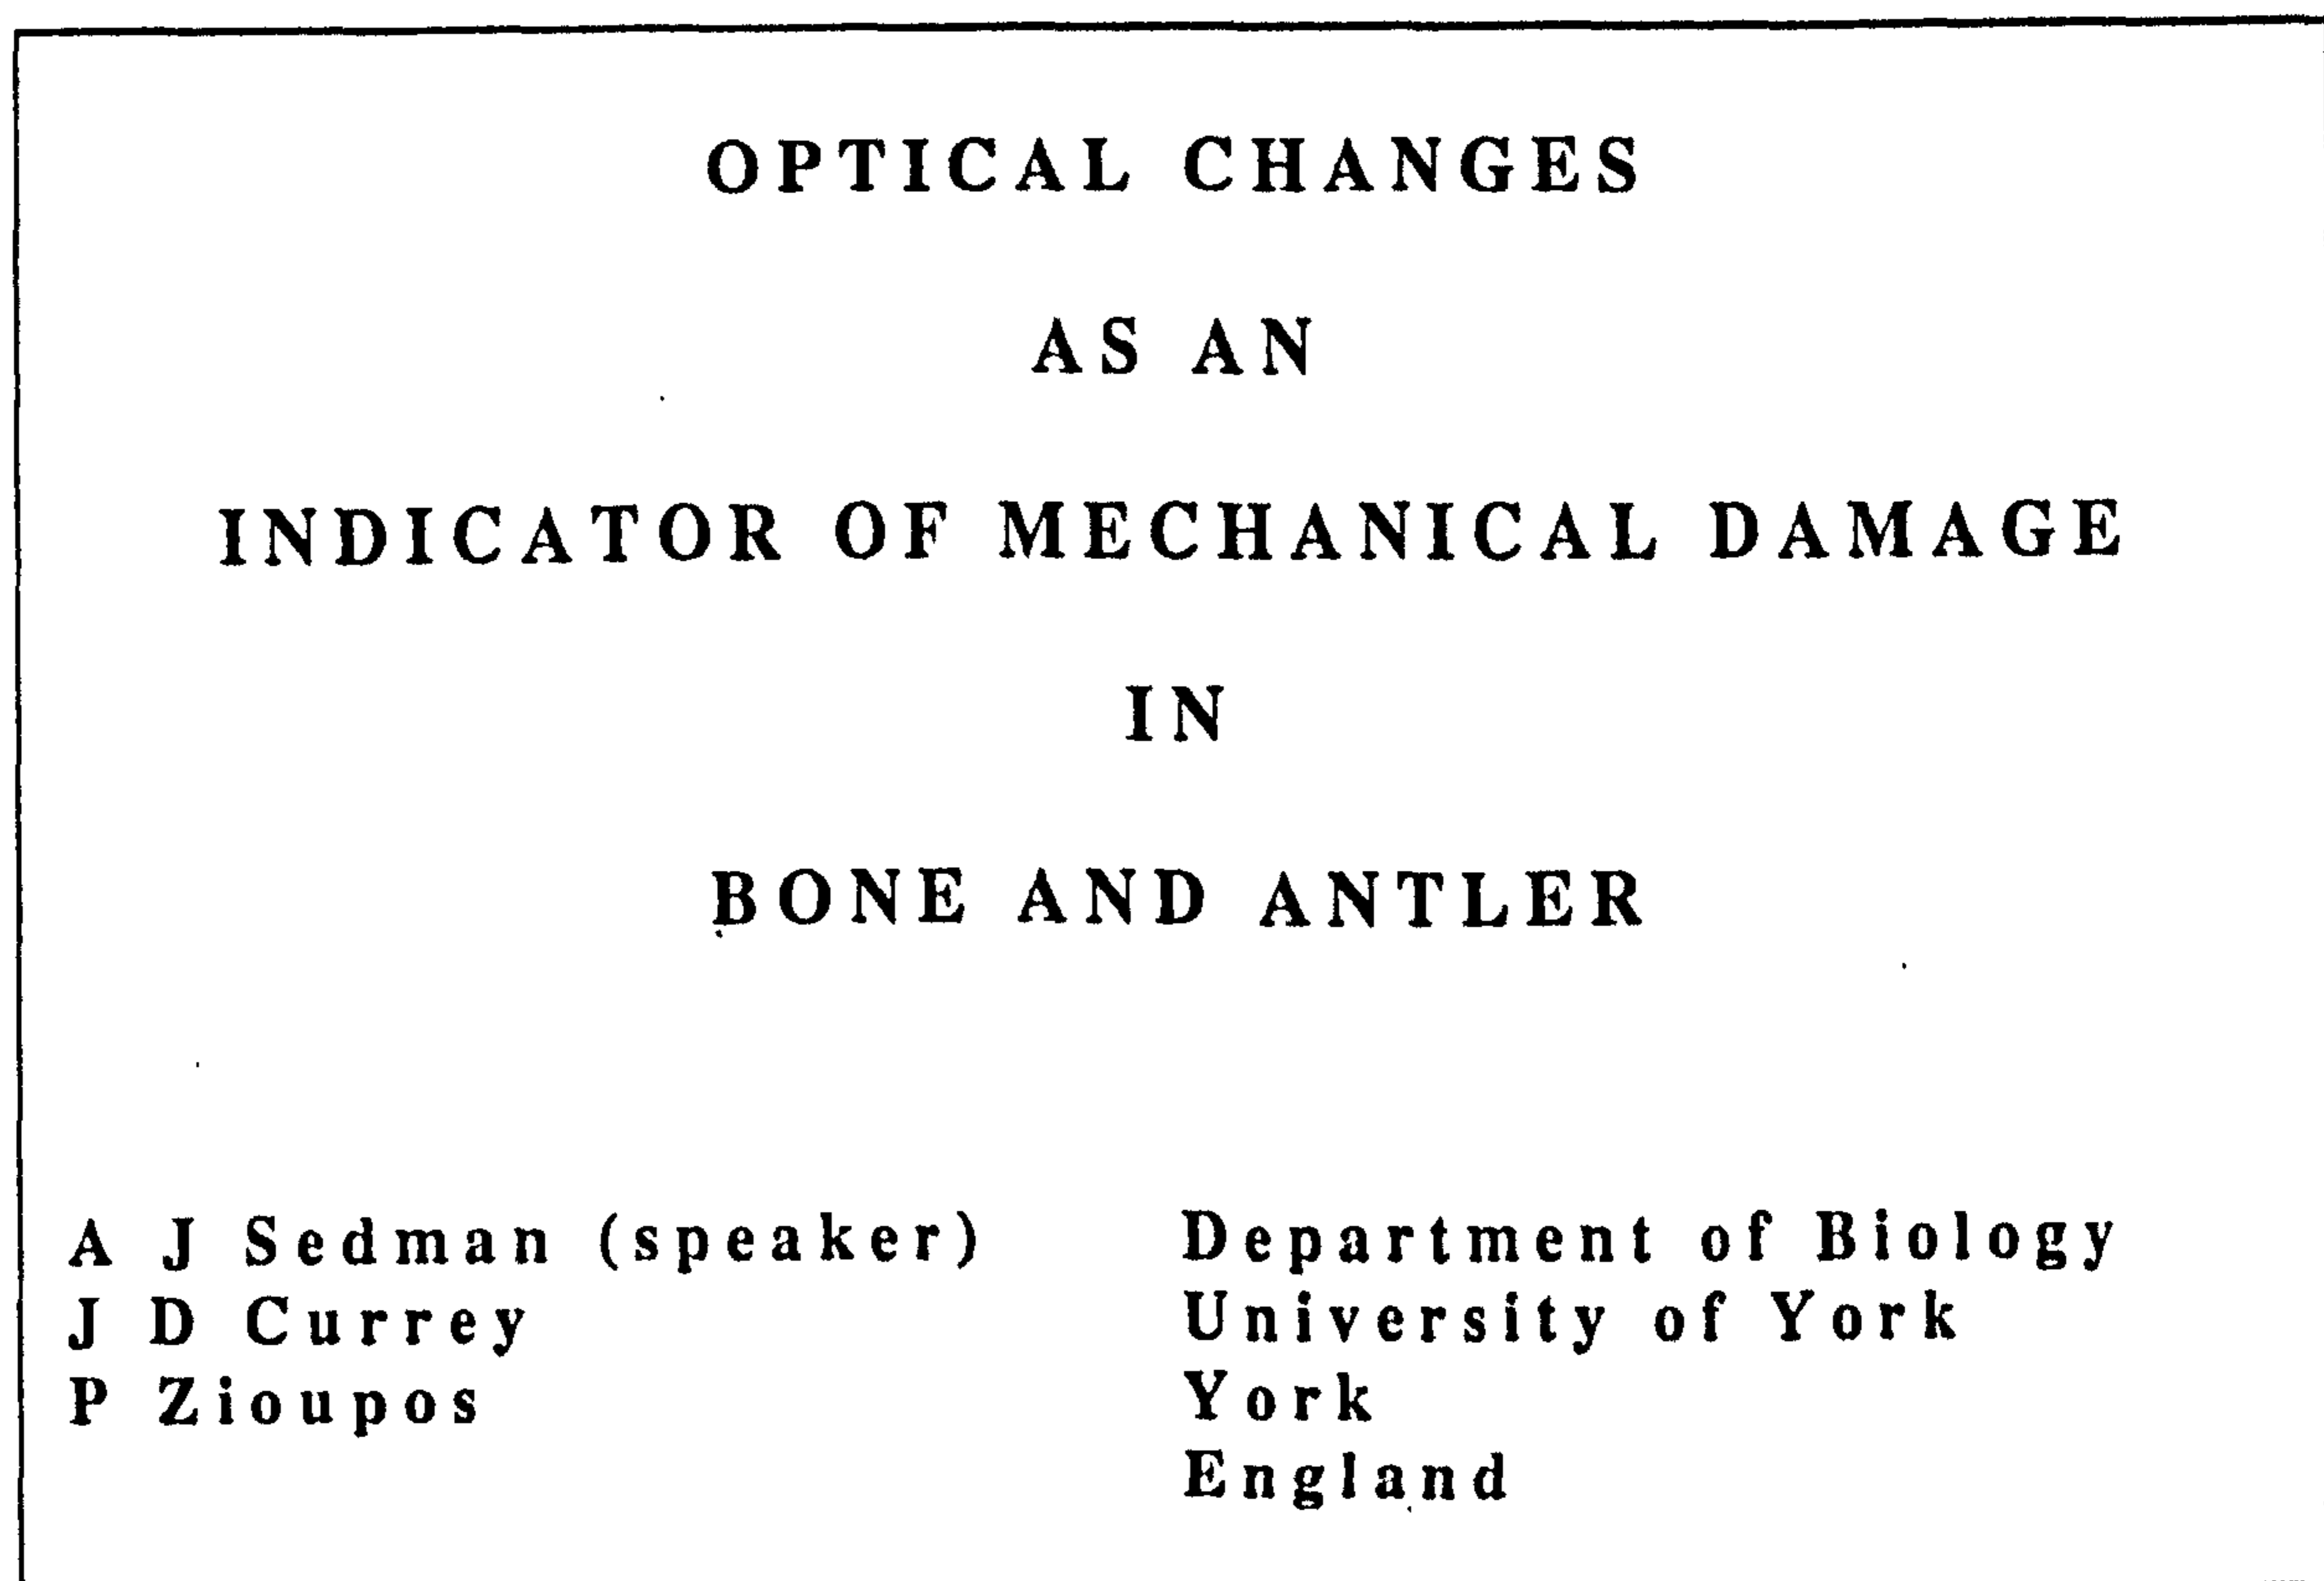 OPTICAL CHANGES
AS AN
INDICATOR OF MECHANICAL DAMAGE
IN
BONE AND ANTLER
A J Sedman (speaker)
J D Currey
P Zioupos
Department of Biology
University of York
York
England